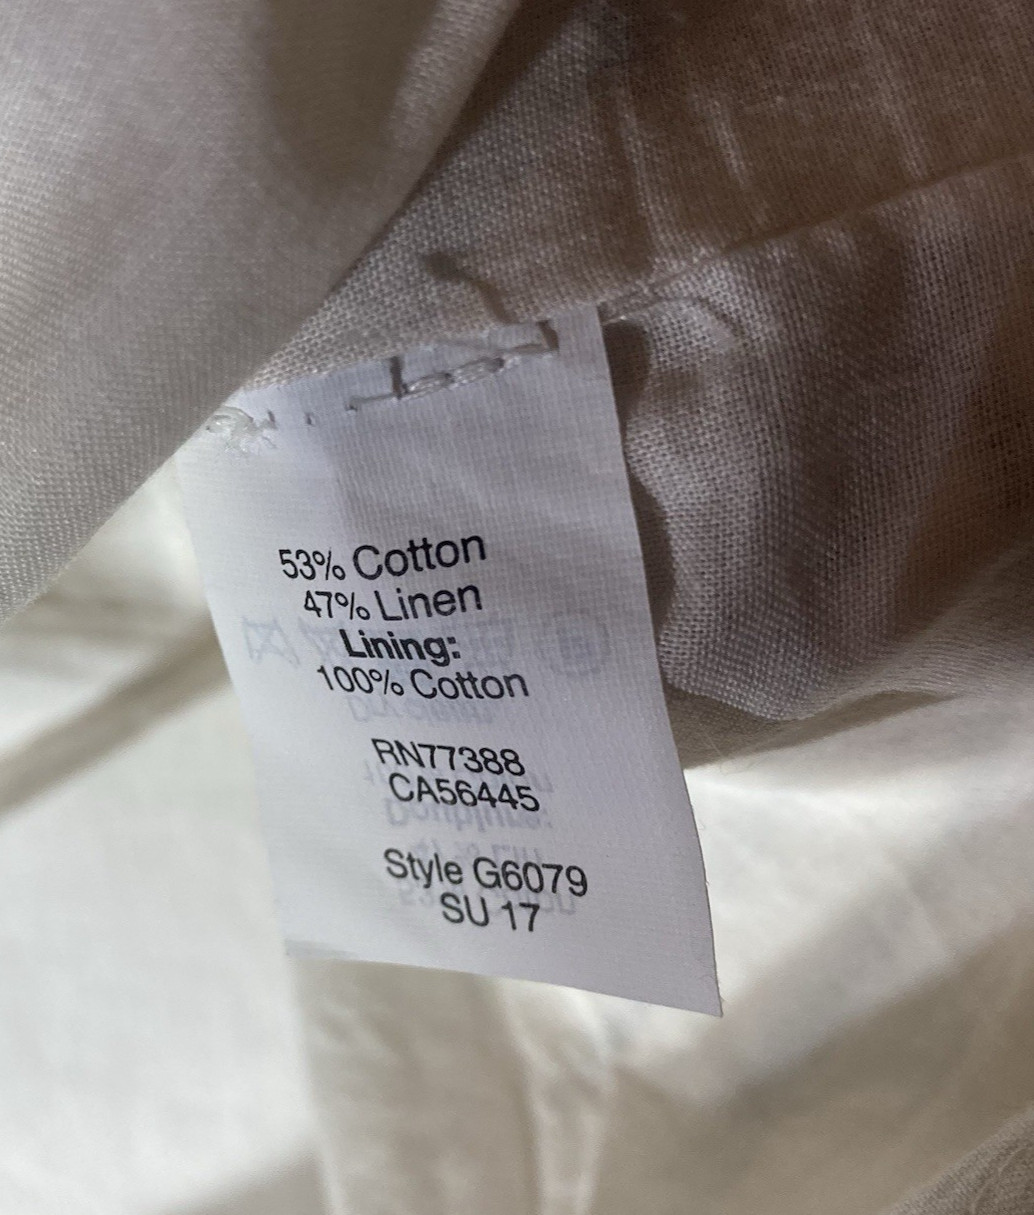 53% Cotton
47% Linen
Lining:
100% Cotton
RN77388
CA56445
Style G6079
SU 17